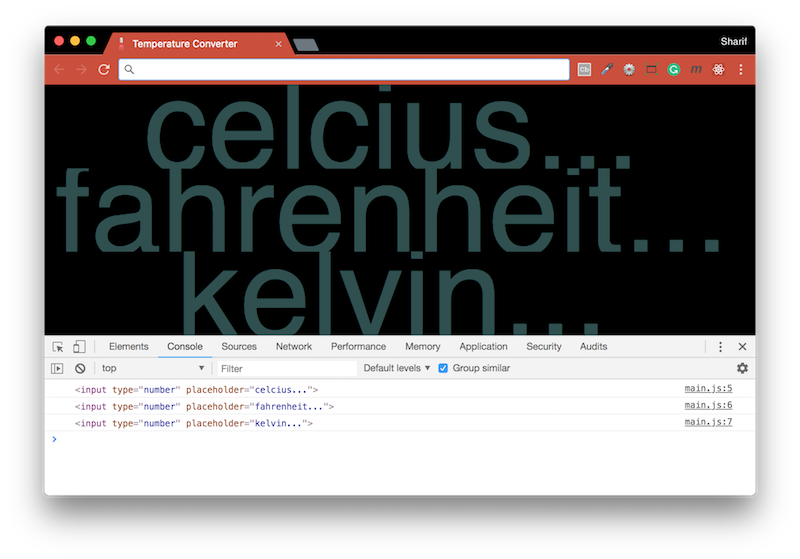 Temperature Converter
Sharif
Cb G m
celcius...
fahrenheit...
kelvin...
Elements Console Sources Network Performance Memory Application Security Audits
top Filter Default levels Group similar
<input type="number" placeholder="celcius..."> main.js:5
<input type="number" placeholder="fahrenheit..."> main.js:6
<input type="number" placeholder="kelvin..."> main.js:7